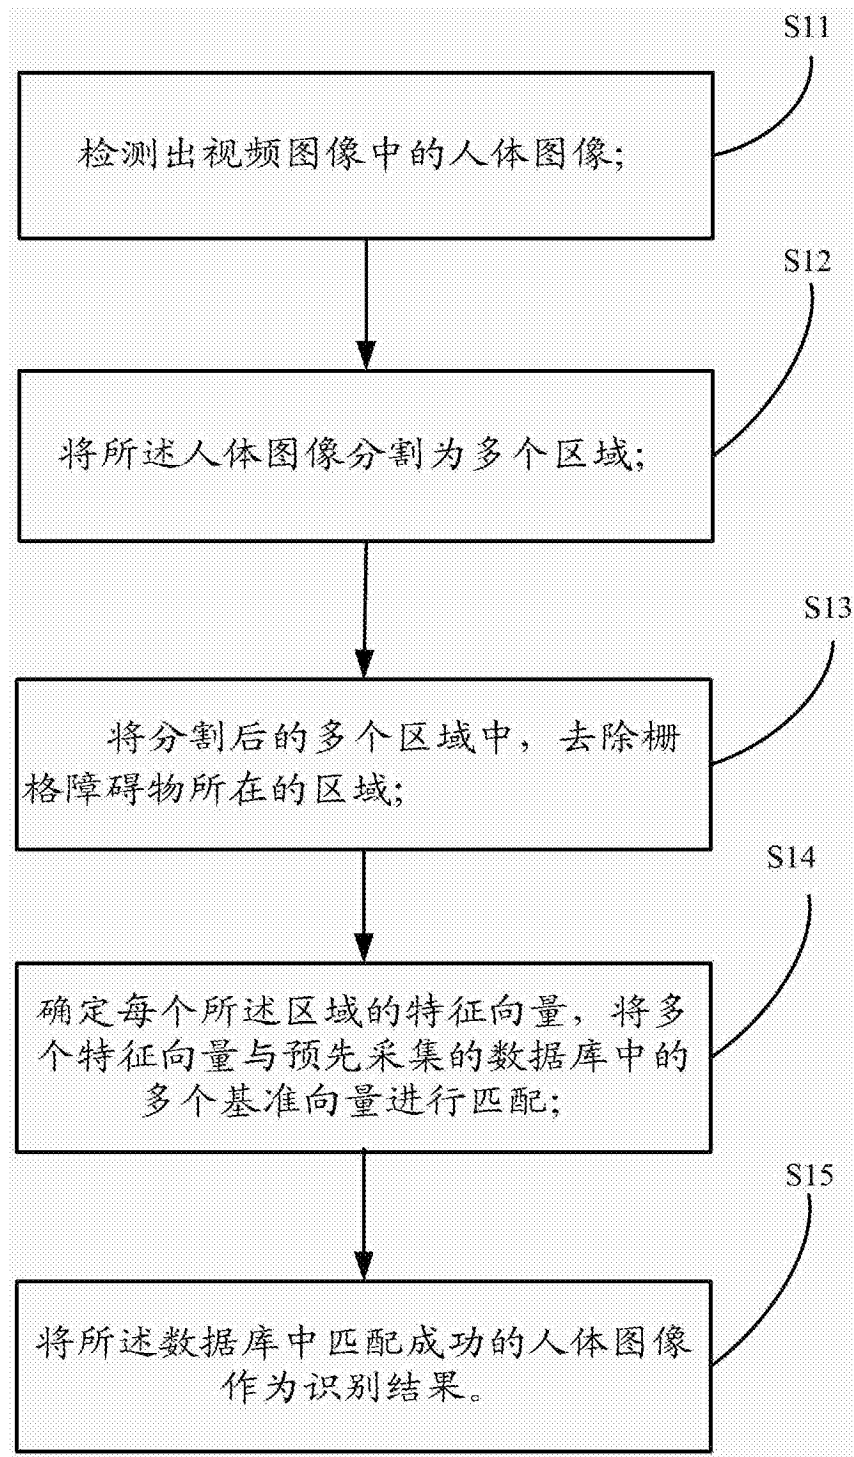 S11
检测出视频图像中的人体图像;
S12
将所述人体图像分割为多个区域;
S13
将分割后的多个区域中，去除栅
格障碍物所在的区域;
S14
确定每个所述区域的特征向量，将多
个特征向量与预先采集的数据库中的
多个基准向量进行匹配;
S15
将所述数据库中匹配成功的人体图像
作为识别结果。